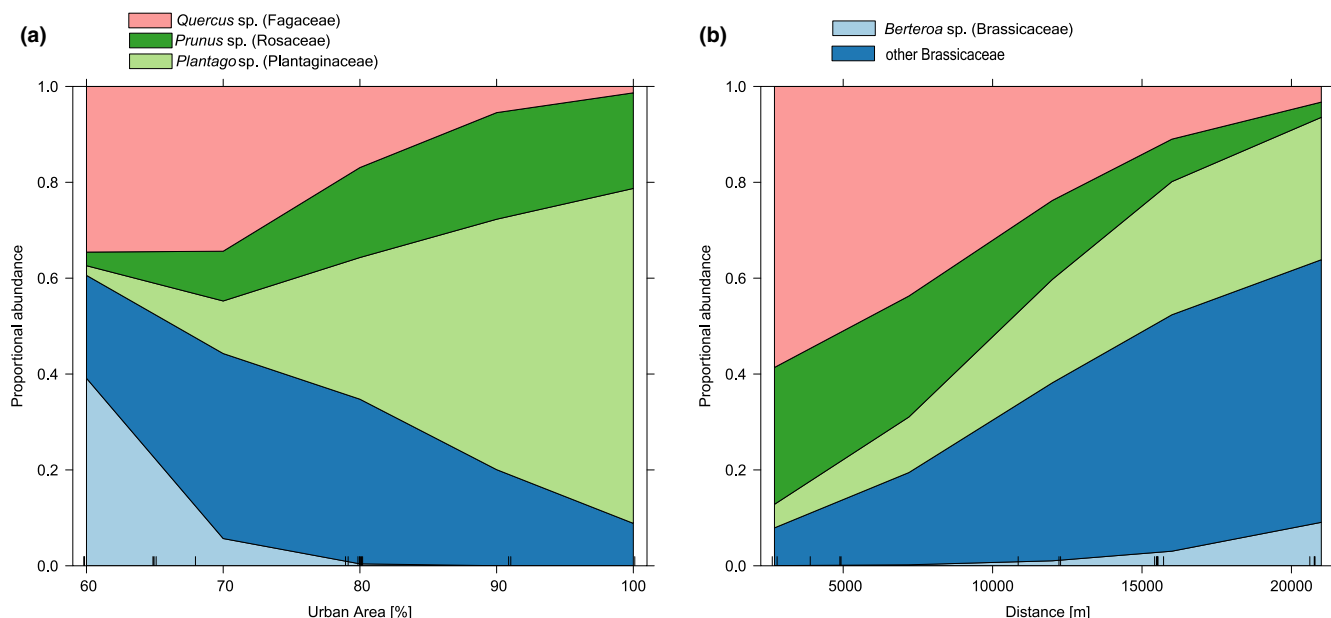 (a)
Quercus sp. (Fagaceae)
Prunus sp. (Rosaceae)
Plantago sp. (Plantaginaceae)
1.0
0.8
0.6
0.4
0.2
0.0
Proportional abundance
60 70 80 90 100
Urban Area [%]
(b)
Berteroa sp. (Brassicaceae)
other Brassicaceae
1.0
0.8
0.6
0.4
0.2
0.0
Proportional abundance
5000 10000 15000 20000
Distance [m]